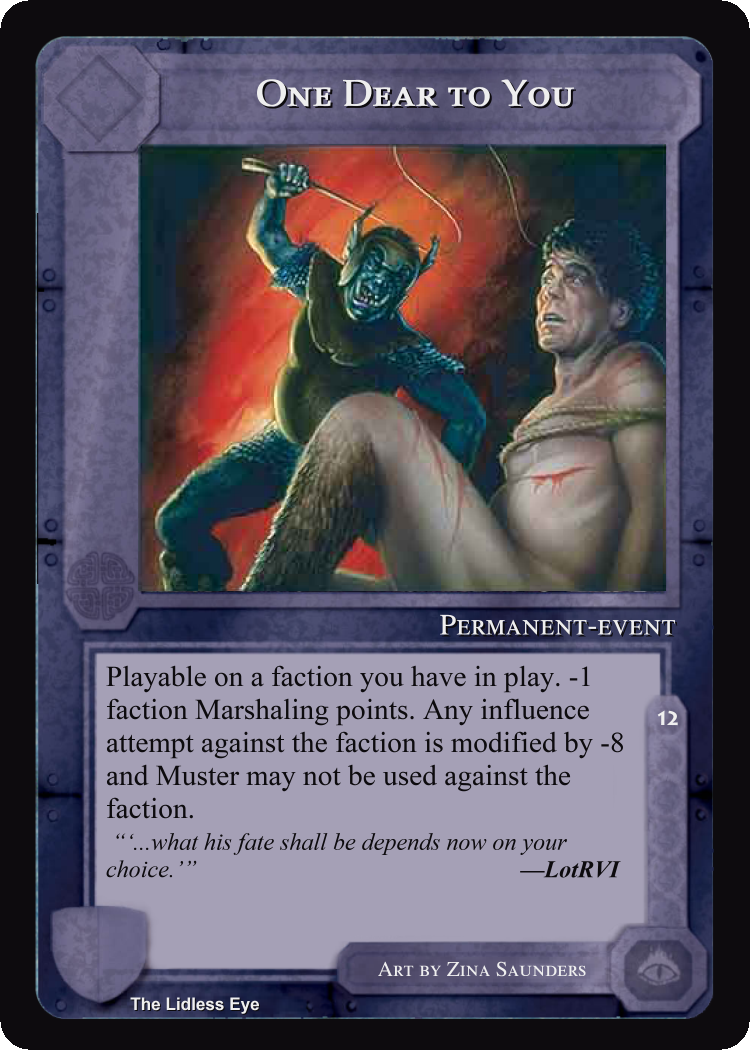 One Dear to You
Permanent-event
Playable on a faction you have in play. -1
faction Marshaling points. Any influence
attempt against the faction is modified by -8
and Muster may not be used against the
faction.
“‘...what his fate shall be depends now on your
choice.’” —LotRVI
12
Art by Zina Saunders
The Lidless Eye